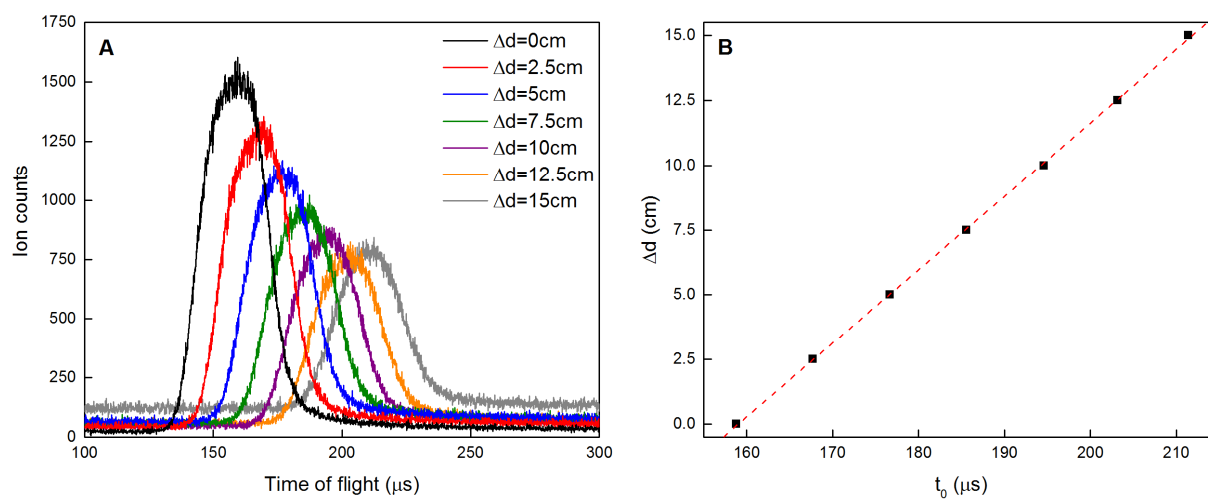 A
1750
1500
1250
1000
750
500
250
0
100
150
200
250
300
Ion counts
Time of flight (μs)
Δd=0cm
Δd=2.5cm
Δd=5cm
Δd=7.5cm
Δd=10cm
Δd=12.5cm
Δd=15cm
B
15.0
12.5
10.0
7.5
5.0
2.5
0.0
160
170
180
190
200
210
Δd (cm)
t₀ (μs)